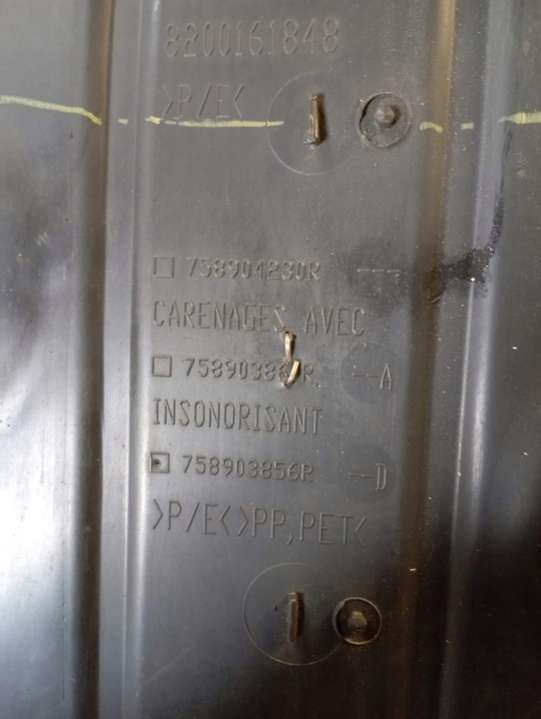 8200161848
>P/E<
758904230R ---
CARENAGES AVEC
--A
INSONORISANT
758903856R --D
>P/E<>PP,PET<